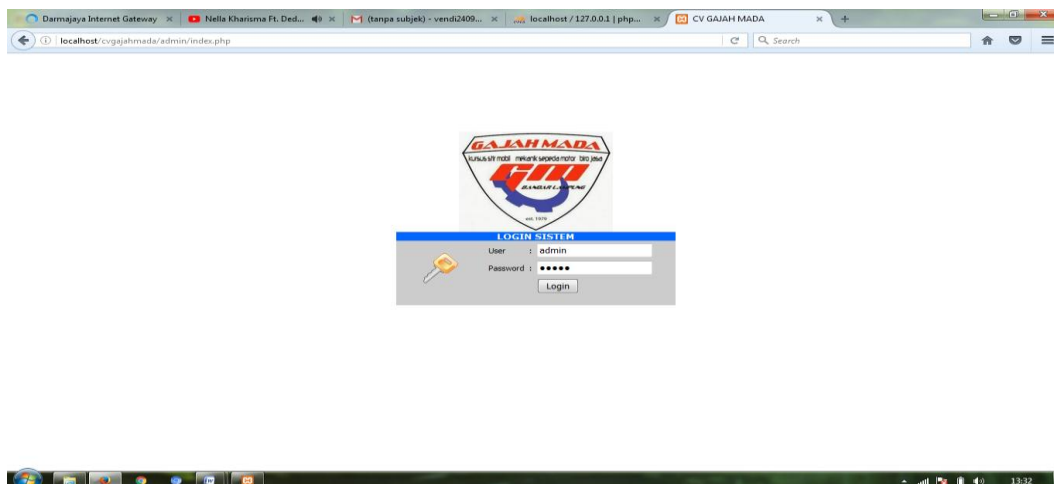 Darmajaya Internet Gateway
Nella Kharisma Ft. Ded...
(tanpa subjek) - vendi2409...
localhost / 127.0.0.1 | php...
CV GAJAH MADA
localhost/cvgajahmada/admin/index.php
Search
GAJAH MADA
kursus stir mobil mekanik sepeda motor biro jasa
GM
BANDAR LAMPUNG
est. 1979
LOGIN SISTEM
User : admin
Password : •••••
Login
13:32